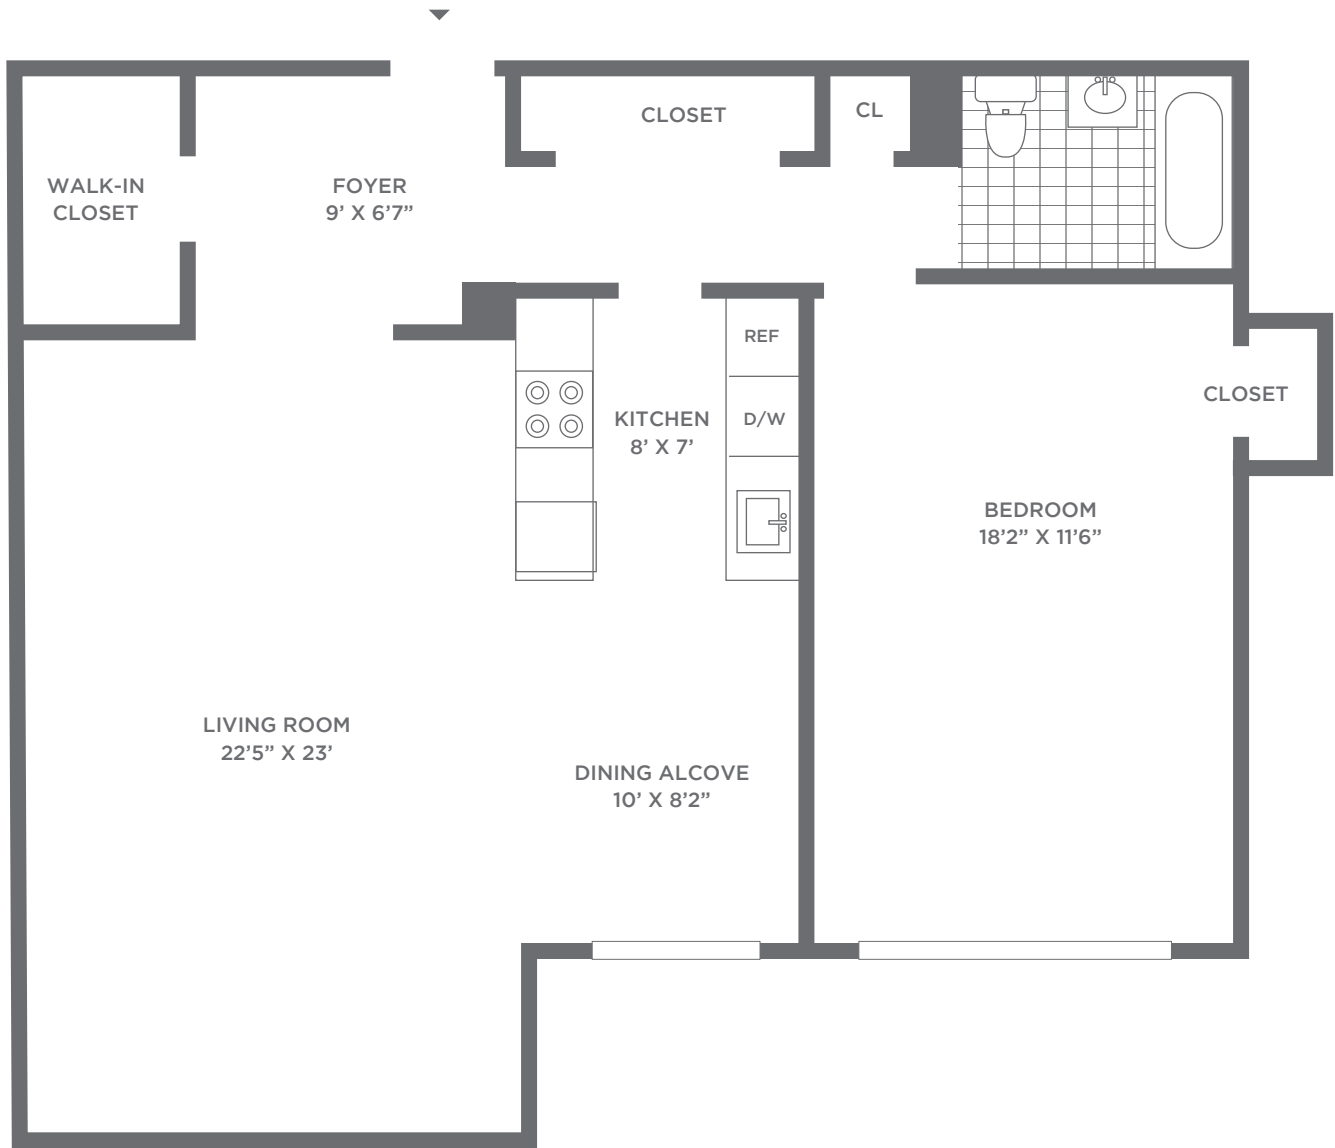 CLOSET
CL
WALK-IN
CLOSET
FOYER
9’ X 6’7”
REF
KITCHEN
8’ X 7’
D/W
CLOSET
BEDROOM
18’2” X 11’6”
LIVING ROOM
22’5” X 23’
DINING ALCOVE
10’ X 8’2”